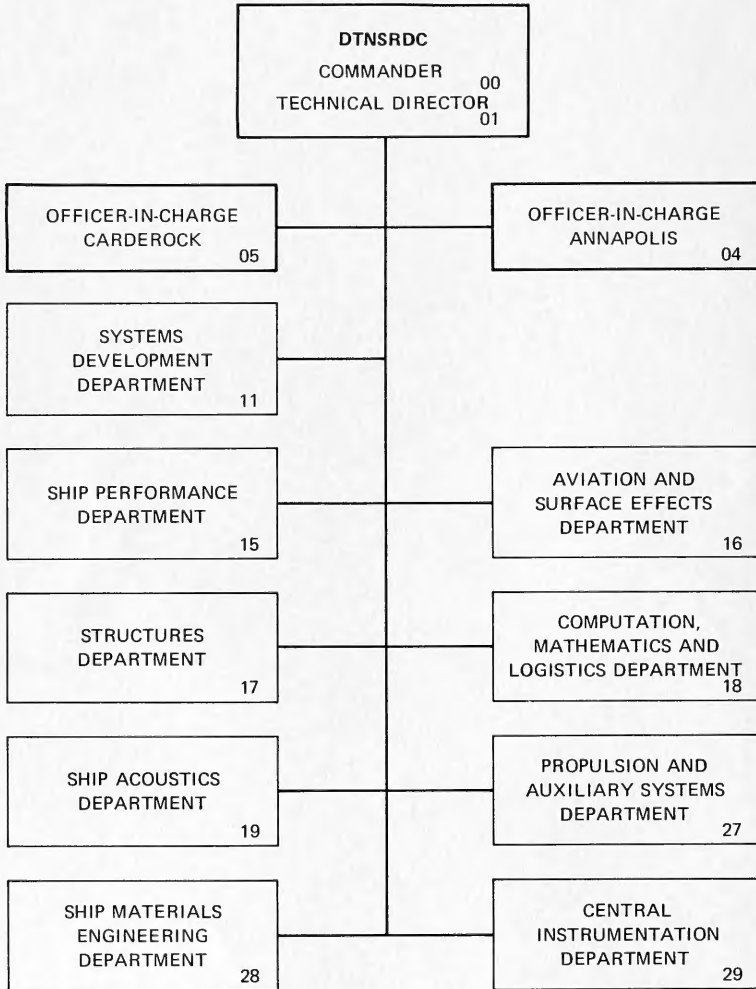 DTNSRDC
COMMANDER
00
TECHNICAL DIRECTOR
01
OFFICER-IN-CHARGE
CARDEROCK
05
OFFICER-IN-CHARGE
ANNAPOLIS
04
SYSTEMS
DEVELOPMENT
DEPARTMENT
11
SHIP PERFORMANCE
DEPARTMENT
15
AVIATION AND
SURFACE EFFECTS
DEPARTMENT
16
STRUCTURES
DEPARTMENT
17
COMPUTATION,
MATHEMATICS AND
LOGISTICS DEPARTMENT
18
SHIP ACOUSTICS
DEPARTMENT
19
PROPULSION AND
AUXILIARY SYSTEMS
DEPARTMENT
27
SHIP MATERIALS
ENGINEERING
DEPARTMENT
28
CENTRAL
INSTRUMENTATION
DEPARTMENT
29